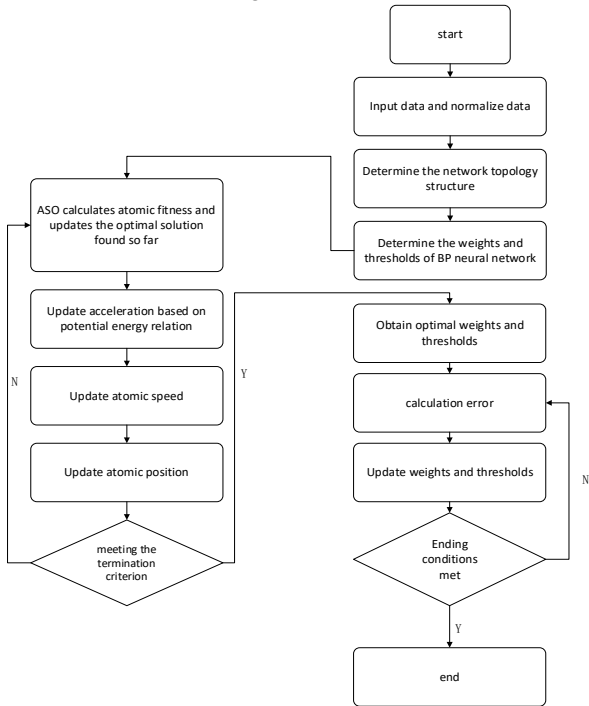 start
Input data and normalize data
Determine the network topology
structure
Determine the weights and
thresholds of BP neural network
ASO calculates atomic fitness and
updates the optimal solution
found so far
Update acceleration based on
potential energy relation
Update atomic speed
Update atomic position
meeting the
termination
criterion
N
Y
Obtain optimal weights and
thresholds
calculation error
Update weights and thresholds
Ending
conditions
met
N
Y
end